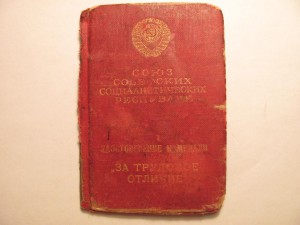 СОЮЗ
СОВЕТСКИХ
СОЦИАЛИСТИЧЕСКИХ
РЕСПУБЛИК
УДОСТОВЕРЕНИЕ К МЕДАЛИ
„ЗА ТРУДОВОЕ
ОТЛИЧИЕ"